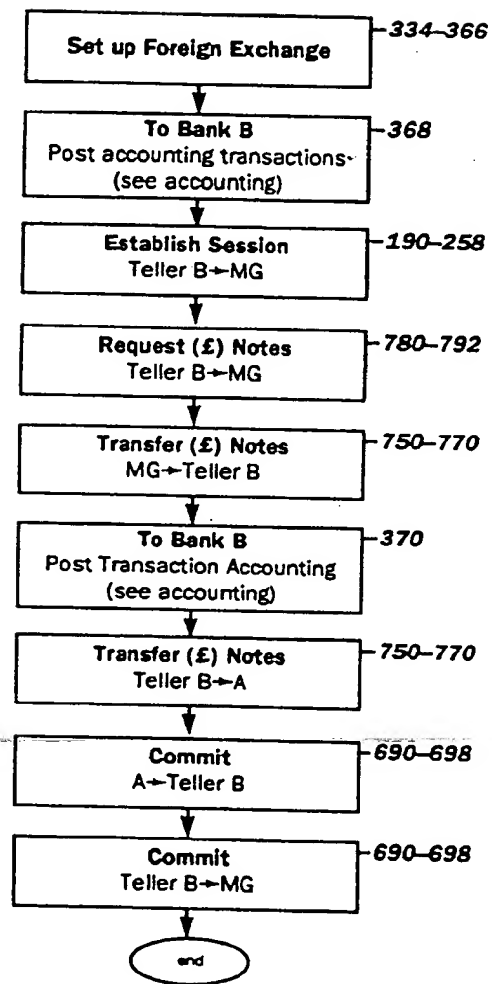 Set up Foreign Exchange
334–366
To Bank B
368
Post accounting transactions
(see accounting)
Establish Session
190–258
Teller B→MG
Request (£) Notes
780–792
Teller B→MG
Transfer (£) Notes
750–770
MG→Teller B
To Bank B
370
Post Transaction Accounting
(see accounting)
Transfer (£) Notes
750–770
Teller B→A
Commit
690–698
A→Teller B
Commit
690–698
Teller B→MG
end